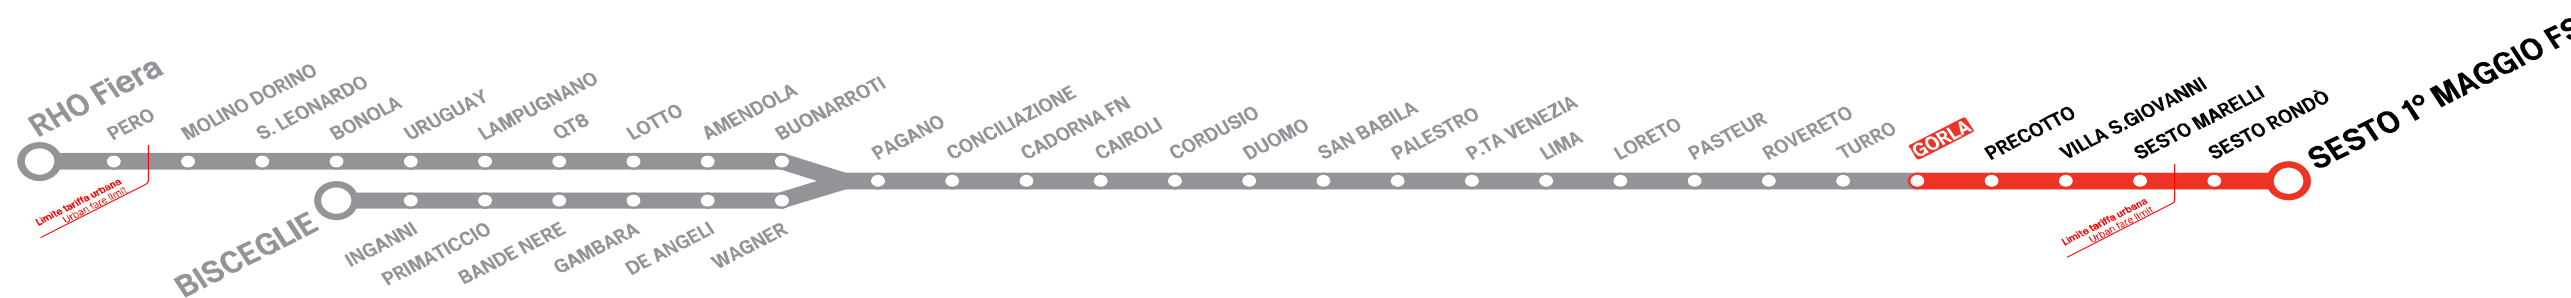 RHO Fiera
PERO
MOLINO DORINO
S. LEONARDO
BONOLA
URUGUAY
LAMPUGNANO
QT8
LOTTO
AMENDOLA
BUONARROTI
Limite tariffa urbana
Urban fare limit
BISCEGLIE
INGANNI
PRIMATICCIO
BANDE NERE
GAMBARA
DE ANGELI
WAGNER
PAGANO
CONCILIAZIONE
CADORNA FN
CAIROLI
CORDUSIO
DUOMO
SAN BABILA
PALESTRO
P.TA VENEZIA
LIMA
LORETO
PASTEUR
ROVERETO
TURRO
GORLA
PRECOTTO
VILLA S.GIOVANNI
SESTO MARELLI
SESTO RONDÒ
SESTO 1° MAGGIO FS
Limite tariffa urbana
Urban fare limit